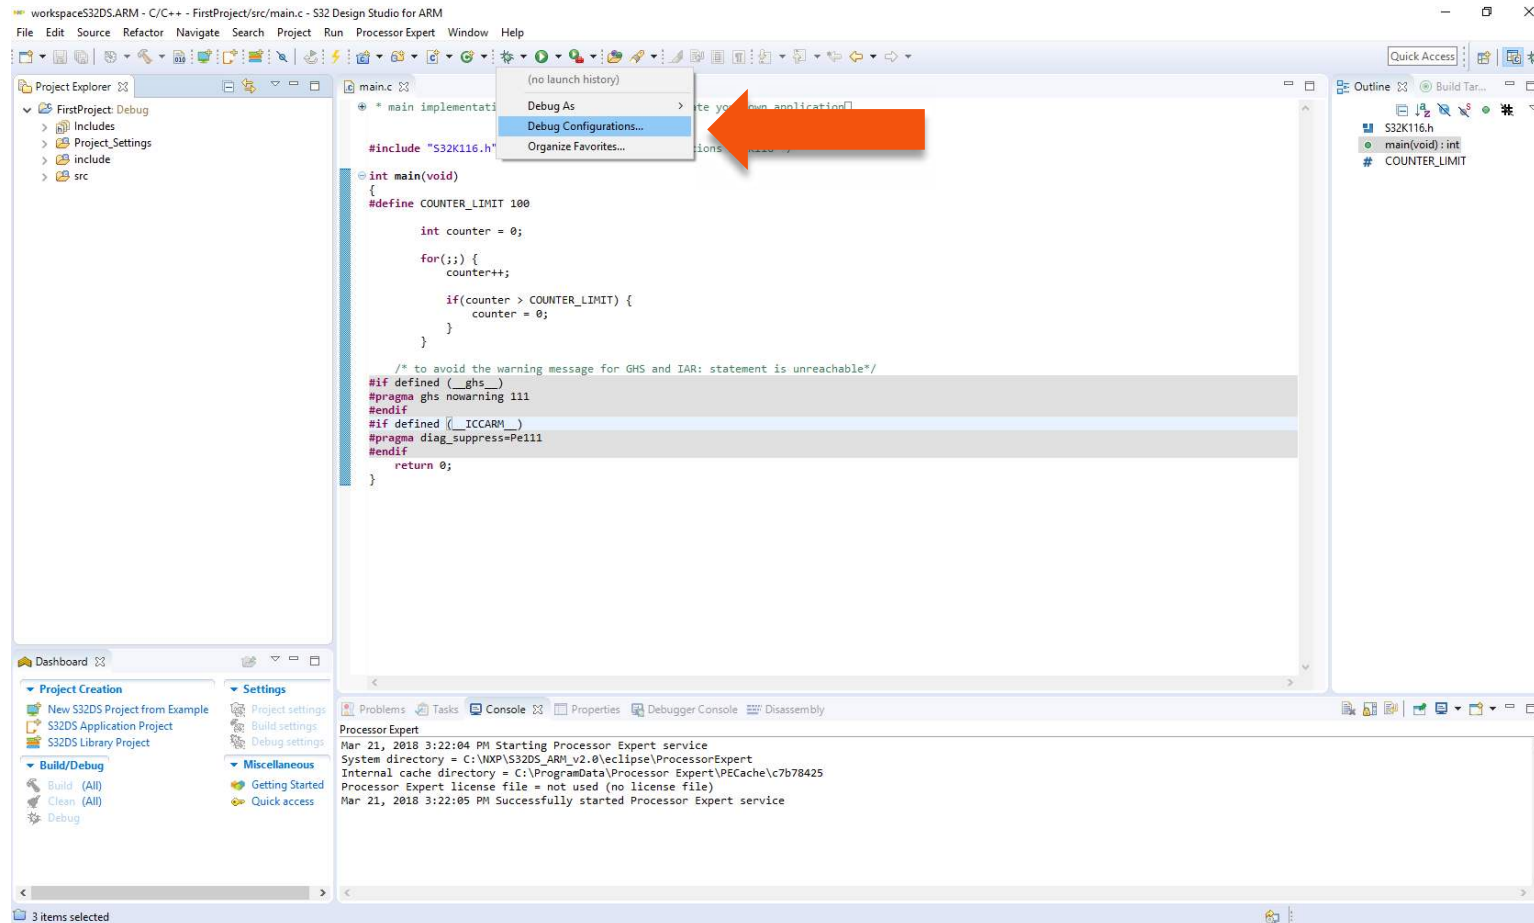 workspaceS32DS.ARM - C/C++ - FirstProject/src/main.c - S32 Design Studio for ARM
File Edit Source Refactor Navigate Search Project Run Processor Expert Window Help
Quick Access
Project Explorer
FirstProject: Debug
Includes
Project_Settings
include
src
main.c
(no launch history)
Debug As
Debug Configurations...
Organize Favorites...
* main implementati
te yo own application
#include "S32K116.h"
int main(void)
{
#define COUNTER_LIMIT 100
int counter = 0;
for(;;) {
counter++;
if(counter > COUNTER_LIMIT) {
counter = 0;
}
}
/* to avoid the warning message for GHS and IAR: statement is unreachable*/
#if defined (__ghs__)
#pragma ghs nowarning 111
#endif
#if defined (__ICCARM__)
#pragma diag_suppress=Pe111
#endif
return 0;
}
Outline Build Tar...
S32K116.h
main(void) : int
# COUNTER_LIMIT
Dashboard
Project Creation
New S32DS Project from Example
S32DS Application Project
S32DS Library Project
Build/Debug
Build (All)
Clean (All)
Debug
Settings
Project settings
Build settings
Debug settings
Miscellaneous
Getting Started
Quick access
Problems Tasks Console Properties Debugger Console Disassembly
Processor Expert
Mar 21, 2018 3:22:04 PM Starting Processor Expert service
System directory = C:\NXP\S32DS_ARM_v2.0\eclipse\ProcessorExpert
Internal cache directory = C:\ProgramData\Processor Expert\PECache\c7b78425
Processor Expert license file = not used (no license file)
Mar 21, 2018 3:22:05 PM Successfully started Processor Expert service
3 items selected